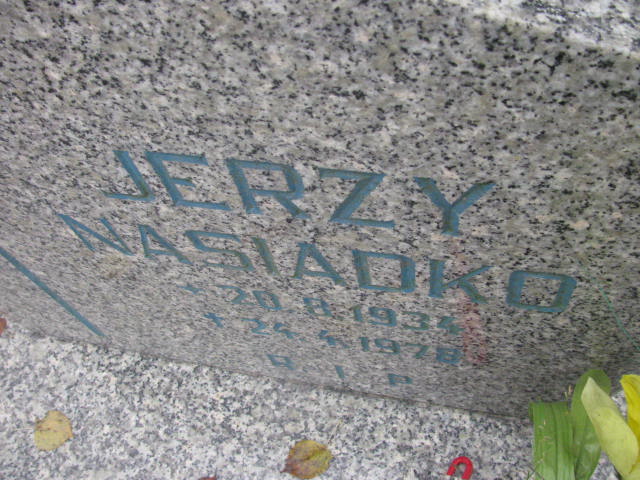 JERZY
NASIADKO
* 20.8.1934
+ 24.4.1978
R I P